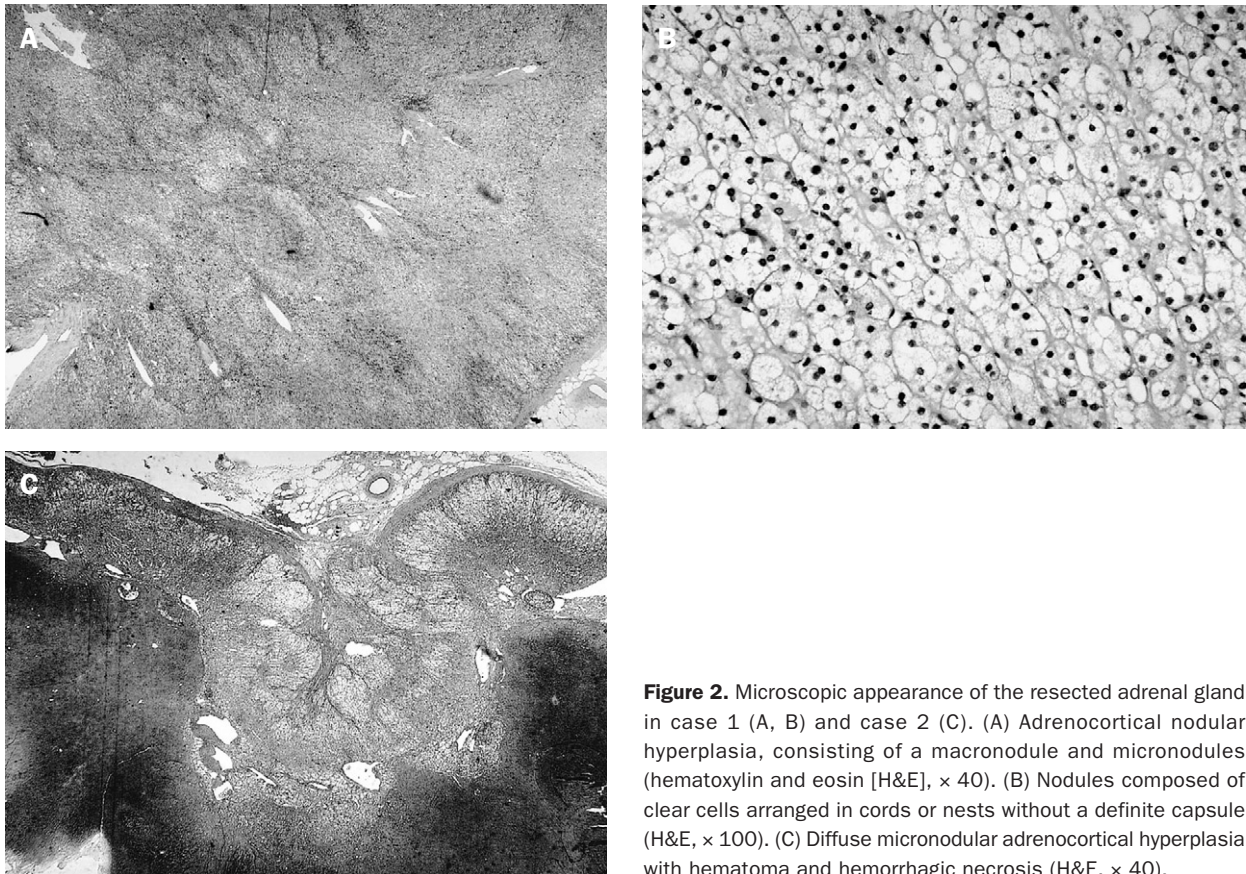 A
B
C
Figure 2. Microscopic appearance of the resected adrenal gland
in case 1 (A, B) and case 2 (C). (A) Adrenocortical nodular
hyperplasia, consisting of a macronodule and micronodules
(hematoxylin and eosin [H&E], × 40). (B) Nodules composed of
clear cells arranged in cords or nests without a definite capsule
(H&E, × 100). (C) Diffuse micronodular adrenocortical hyperplasia
with hematoma and hemorrhagic necrosis (H&E, × 40).